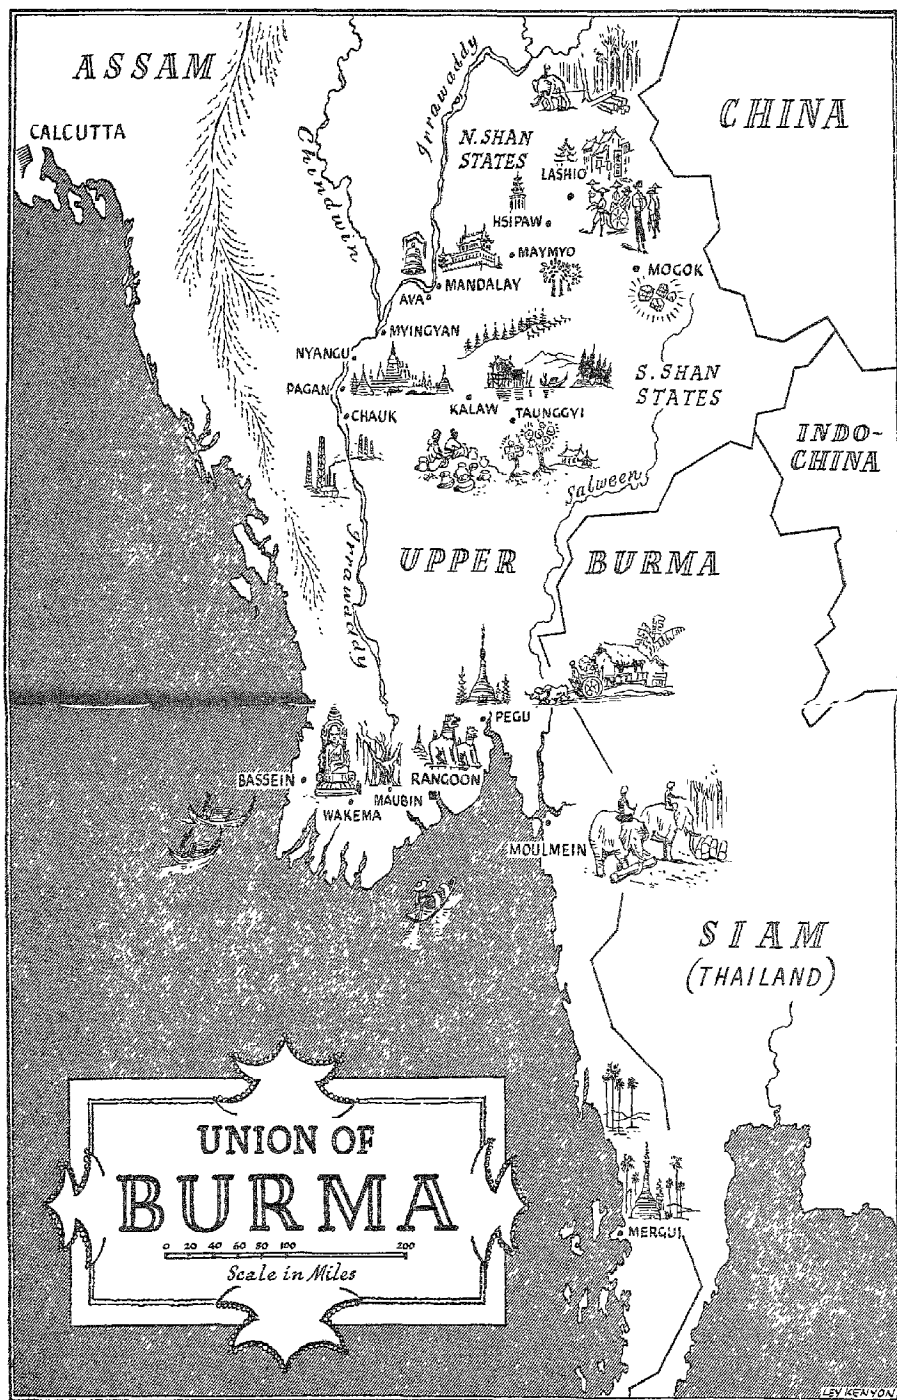 ASSAM
CALCUTTA
Chindwin
Irrawaddy
N. SHAN
STATES
CHINA
LASHIO
HSIPAW
MAYMYO
MOGOK
MANDALAY
AVA
MYINGYAN
NYANGU
PAGAN
CHAUK
KALAW
TAUNGGYI
S. SHAN
STATES
INDO-
CHINA
Salween
Irrawaddy
UPPER BURMA
PEGU
BASSEIN
RANGOON
MAUBIN
WAKEMA
MOULMEIN
SIAM
(THAILAND)
MERGUI
UNION OF
BURMA
0 20 40 60 80 100 200
Scale in Miles
LEY KENYON